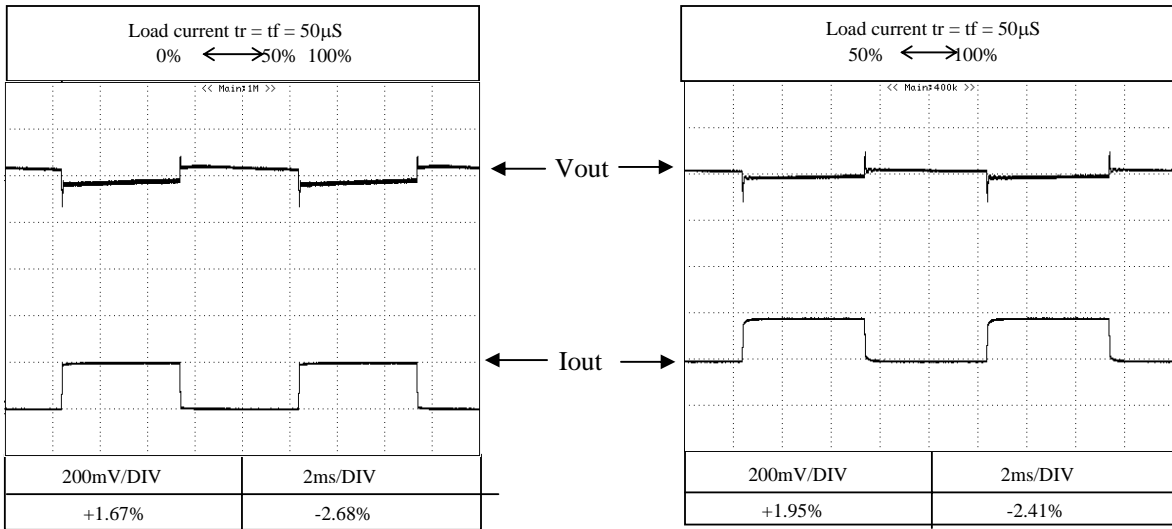 Load current tr = tf = 50μS
0% ⟷ 50% 100%
<< Main:1M >>
200mV/DIV 2ms/DIV
+1.67% -2.68%
Vout
Iout
Load current tr = tf = 50μS
50% ⟷ 100%
<< Main:400k >>
200mV/DIV 2ms/DIV
+1.95% -2.41%